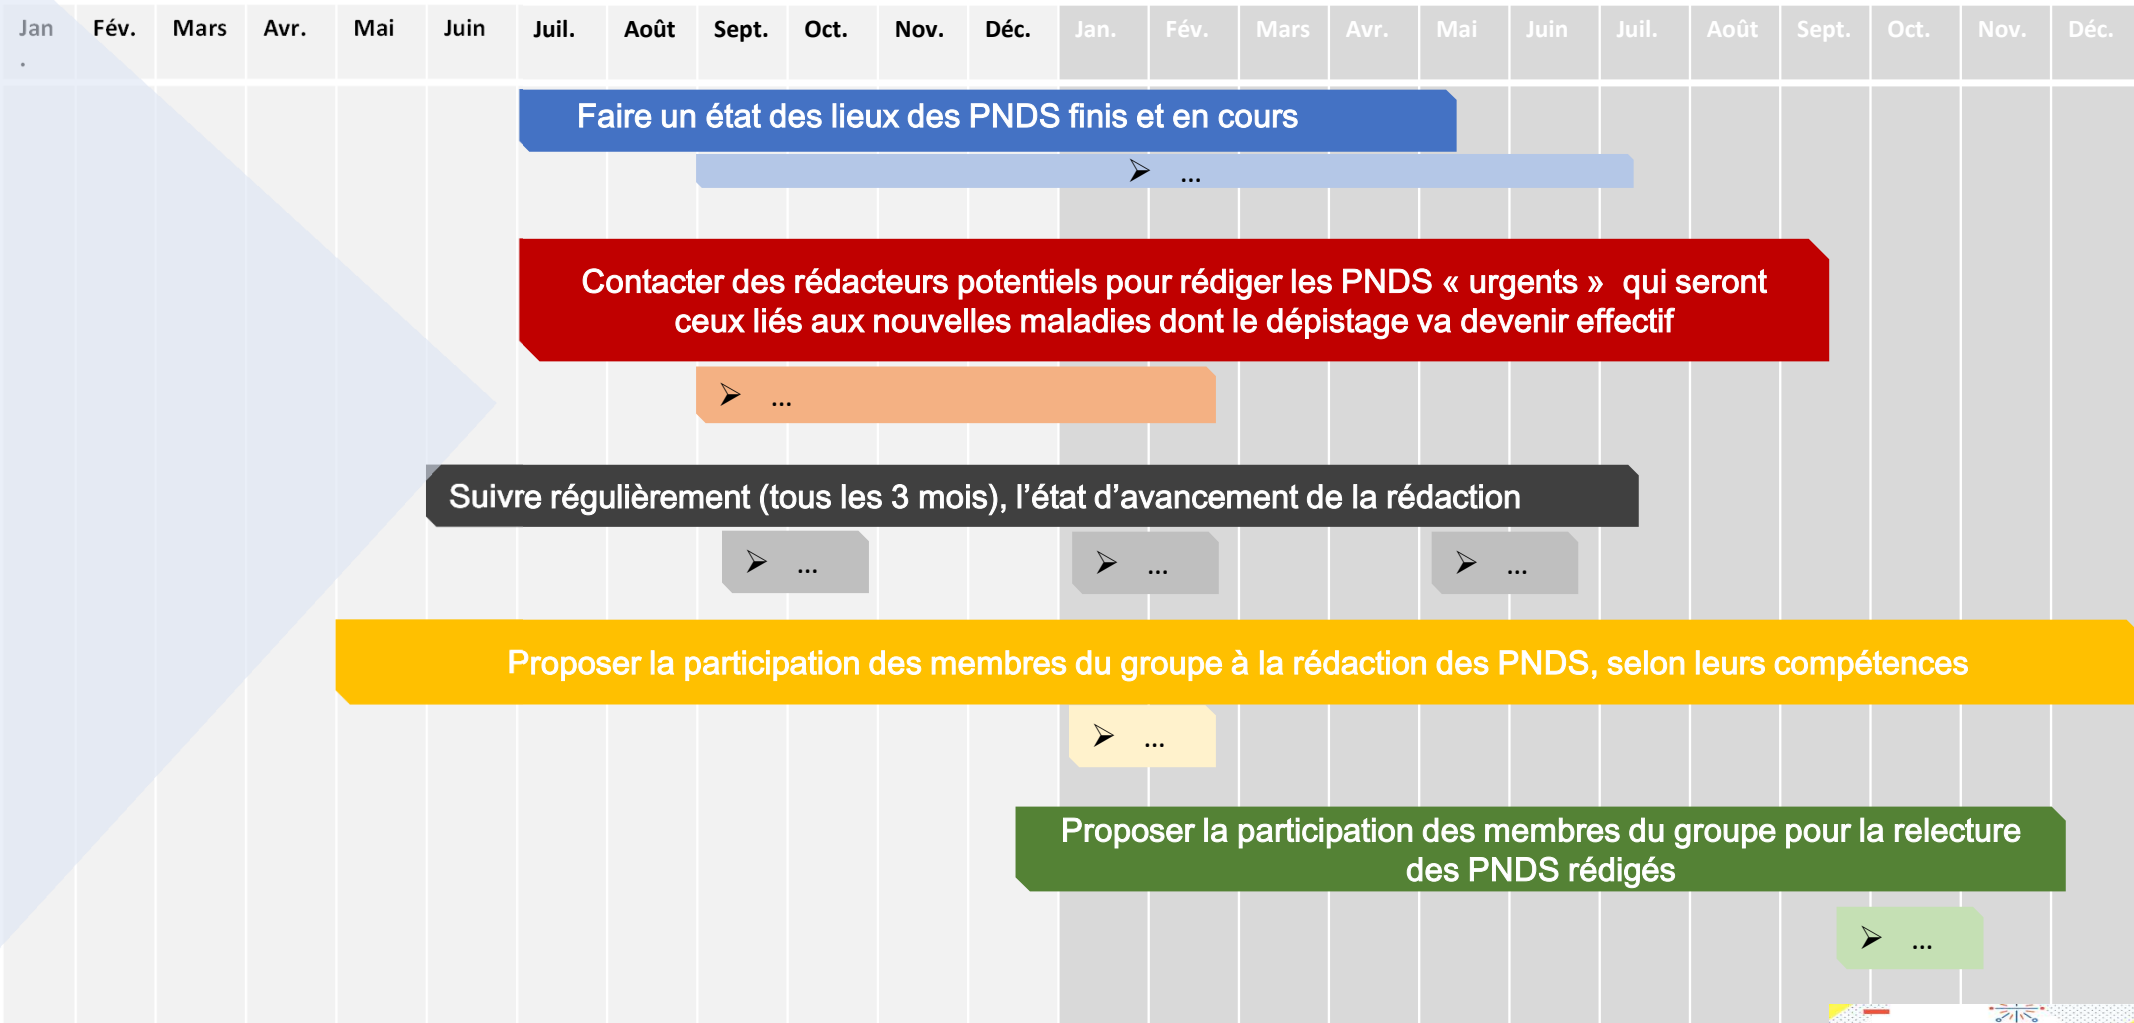 Jan. Fév. Mars Avr. Mai Juin Juil. Août Sept. Oct. Nov. Déc. Jan. Fév. Mars Avr. Mai Juin Juil. Août Sept. Oct. Nov. Déc.
Faire un état des lieux des PNDS finis et en cours
➢ ...
Contacter des rédacteurs potentiels pour rédiger les PNDS « urgents » qui seront
ceux liés aux nouvelles maladies dont le dépistage va devenir effectif
➢ ...
Suivre régulièrement (tous les 3 mois), l’état d’avancement de la rédaction
➢ ... ➢ ... ➢ ...
Proposer la participation des membres du groupe à la rédaction des PNDS, selon leurs compétences
➢ ...
Proposer la participation des membres du groupe pour la relecture
des PNDS rédigés
➢ ...